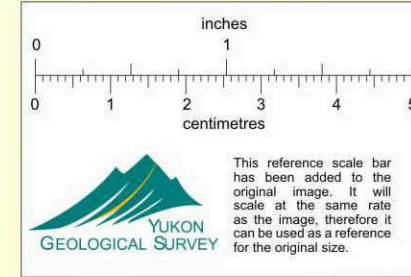 inches
0 1
0 1 2 3 4 5
centimetres
YUKON
GEOLOGICAL SURVEY
This reference scale bar
has been added to the
original image. It will
scale at the same rate
as the image, therefore it
can be used as a reference
for the original size.